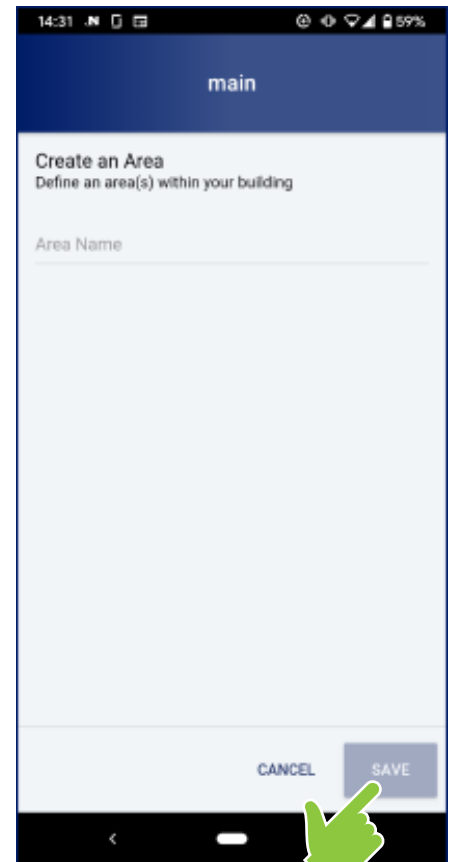 14:31 59%
main
Create an Area
Define an area(s) within your building
Area Name
CANCEL SAVE